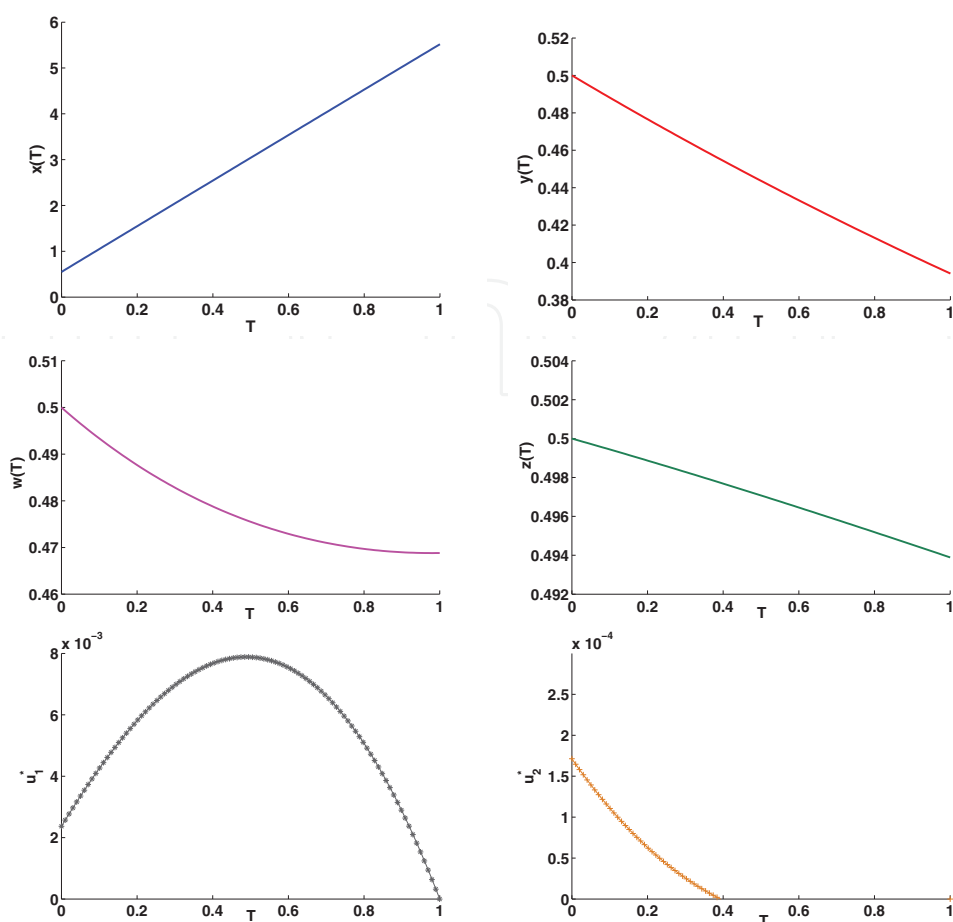 6
5
4
3
2
1
0
x(T)
0 0.2 0.4 0.6 0.8 1
T
0.52
0.5
0.48
0.46
0.44
0.42
0.4
0.38
y(T)
0 0.2 0.4 0.6 0.8 1
T
0.51
0.5
0.49
0.48
0.47
0.46
w(T)
0 0.2 0.4 0.6 0.8 1
T
0.504
0.502
0.5
0.498
0.496
0.494
0.492
z(T)
0 0.2 0.4 0.6 0.8 1
T
x 10⁻³
8
6
4
2
0
u₁*
0 0.2 0.4 0.6 0.8 1
T
x 10⁻⁴
2.5
2
1.5
1
0.5
0
u₂*
0 0.2 0.4 0.6 0.8 1
T